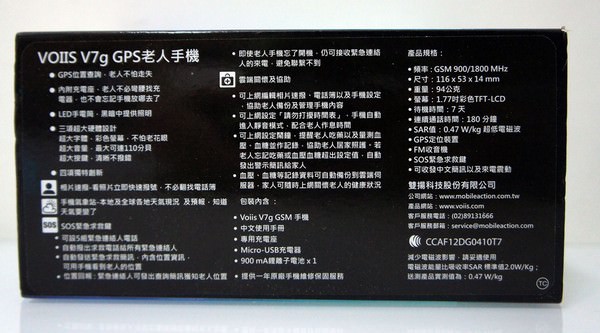 VOIIS V7g GPS老人手機
• GPS位置查詢，老人不怕走失
• 內附充電座，老人不必彎腰找充
電器，也不會忘記手機放哪去了
• LED手電筒，黑暗中提供照明
• 三項超大硬體設計
超大字體，彩色螢幕，不怕老花眼
超大音量，最大可達110分貝
超大按鍵，清晰不撥錯
• 四項獨特創新
相片速撥-看照片立即快速撥號，不必翻找電話簿
手機氣象站-本地及全球各地天氣現況 及預報，知道
天氣要變了
SOS SOS緊急求救鍵
• 可設5組緊急連絡人電話
• 自動撥出求救電話給所有緊急連絡人
• 自動發送緊急求救簡訊，內含位置資訊，
可用手機看到老人的位置
• 位置回報：緊急連絡人可發出查詢簡訊獲知老人位置
• 即使老人手機忘了開機，仍可接收緊急連絡
人的來電，避免聯繫不到
雲端關懷及協助
• 可上網編輯相片速撥、電話簿以及手機設定
，協助老人備份及管理手機內容
• 可上網設定「請勿打擾時間表」，手機自動
進入靜音模式，配合老人作息時間
• 可上網設定鬧鐘，提醒老人吃藥以及量測血
壓、血糖並作記錄，協助老人居家照護。若
老人忘記吃藥或血壓血糖超出設定值，自動
發出警示簡訊給家人
• 血壓、血糖等記錄資料可自動備份到雲端伺
服器，家人可隨時上網關懷老人的健康狀況
包裝內含：
• Voiis V7g GSM 手機
• 中文使用手冊
• 專用充電座
• Micro-USB充電器
• 900 mA鋰離子電池 x 1
• 提供一年原廠手機維修保固服務
產品規格：
• 頻率：GSM 900/1800 MHz
• 尺寸：116 x 53 x 14 mm
• 重量：94公克
• 螢幕：1.77吋彩色TFT-LCD
• 待機時間：7 天
• 連續通話時間：180 分鐘
• SAR值：0.47 W/kg 超低電磁波
• GPS定位裝置
• FM收音機
• SOS緊急求救鍵
• 可發中文簡訊以及來電震動
雙揚科技股份有限公司
公司網站：www.mobileaction.com.tw
產品網站：www.voiis.com
客戶服務電話：(02)89131666
客戶服務郵箱：service@mobileaction.com
CCAF12DG0410T7
減少電磁波影響，請妥適使用
電磁波能量比吸收率SAR 標準值2.0W/Kg；
送測產品實測值為：0.47 W/kg
TC